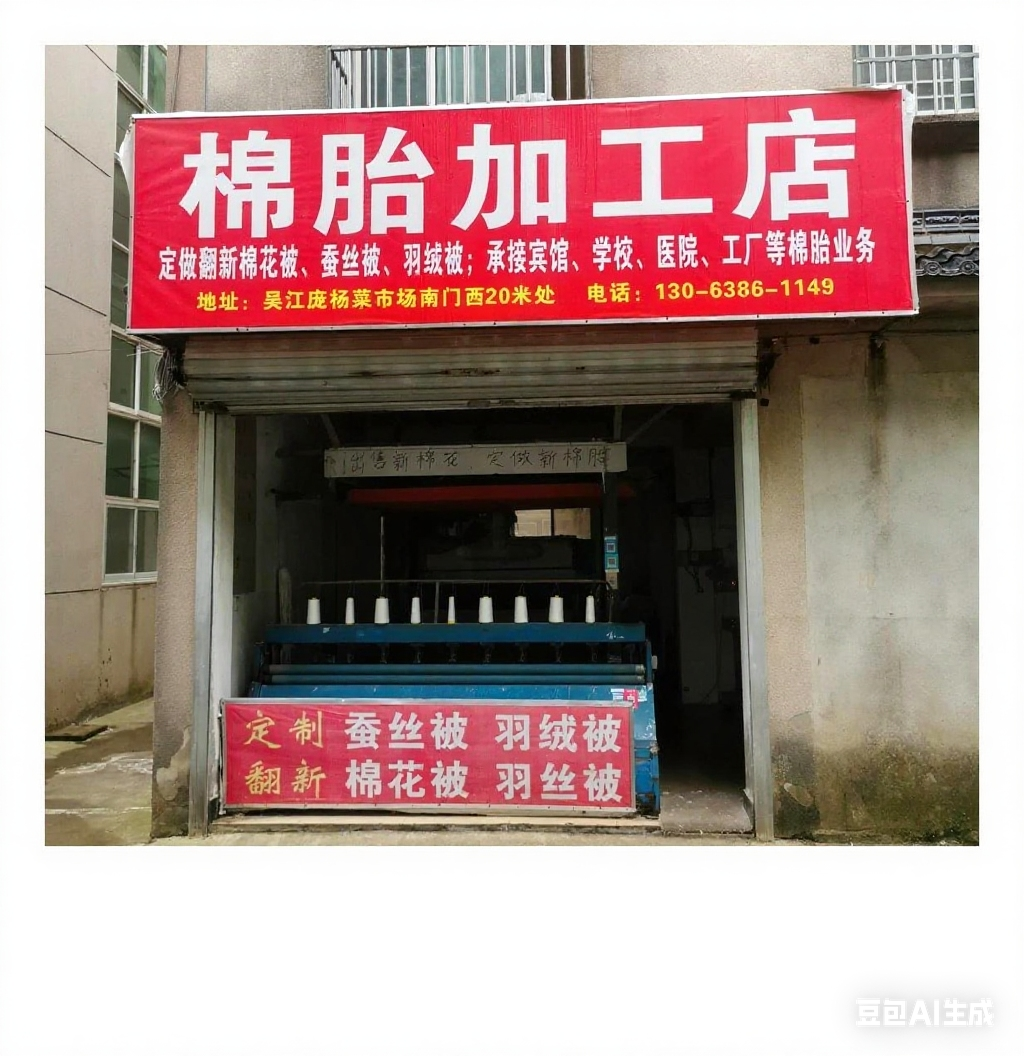 棉胎加工店
定做翻新棉花被、蚕丝被、羽绒被；承接宾馆、学校、医院、工厂等棉胎业务
地址：吴江庞杨菜市场南门西20米处 电话：130-6386-1149
出售新棉花.定做新棉胎
定制 蚕丝被 羽绒被
翻新 棉花被 羽丝被
豆包AI生成